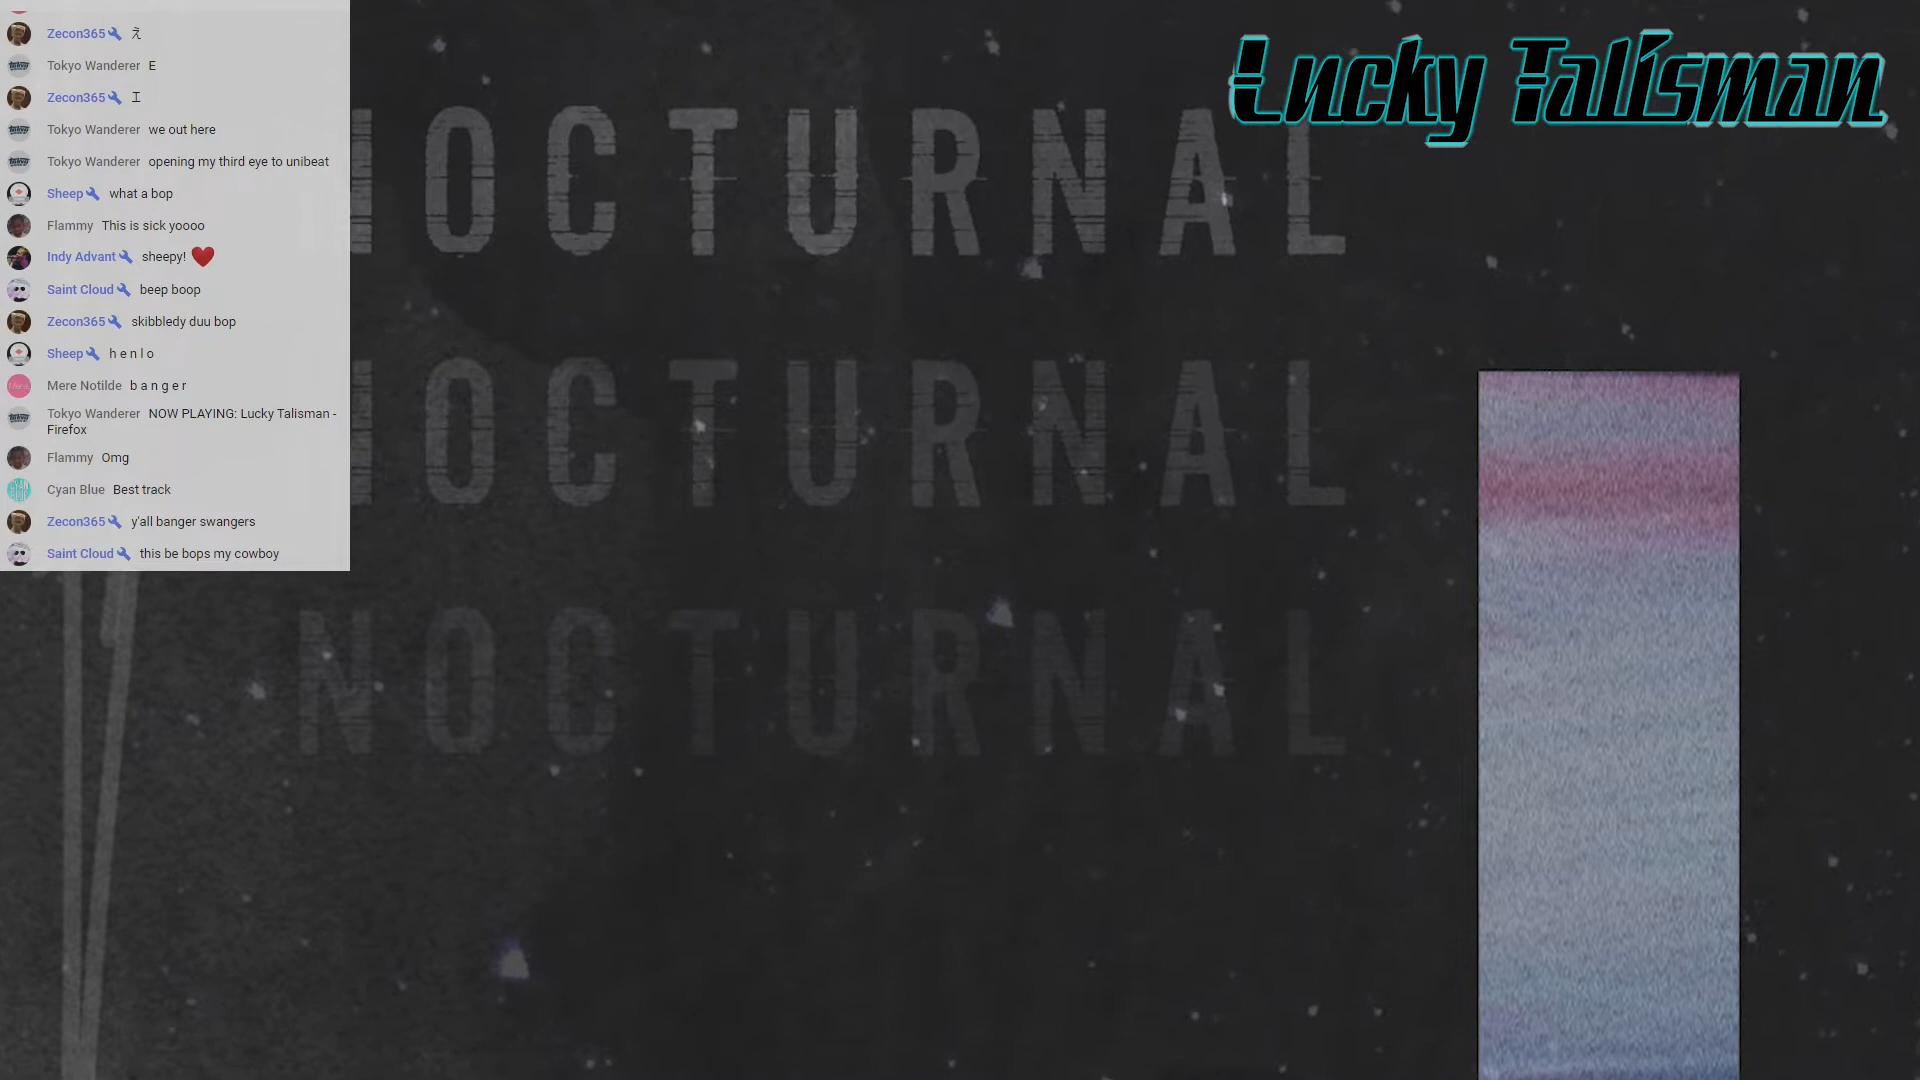 Zecon365 え
Tokyo Wanderer E
Zecon365 エ
Tokyo Wanderer we out here
Tokyo Wanderer opening my third eye to unibeat
Sheep what a bop
Flammy This is sick yoooo
Indy Advant sheepy!
Saint Cloud beep boop
Zecon365 skibbledy duu bop
Sheep h e n l o
Mere Notilde b a n g e r
Tokyo Wanderer NOW PLAYING: Lucky Talisman -
Firefox
Flammy Omg
Cyan Blue Best track
Zecon365 y'all banger swangers
Saint Cloud this be bops my cowboy
Lucky Talisman
NOCTURNAL
NOCTURNAL
NOCTURNAL